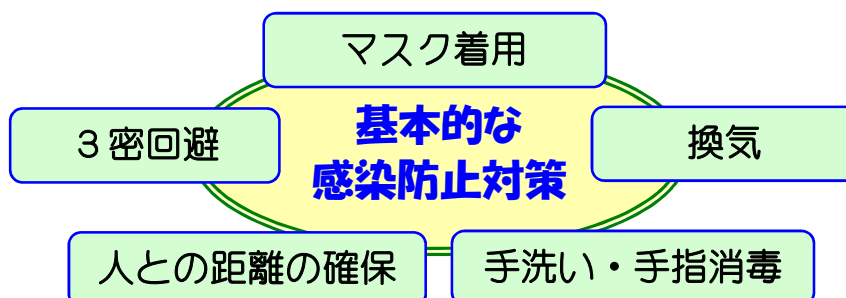 マスク着用
基本的な
感染防止対策
３密回避
換気
人との距離の確保
手洗い・手指消毒